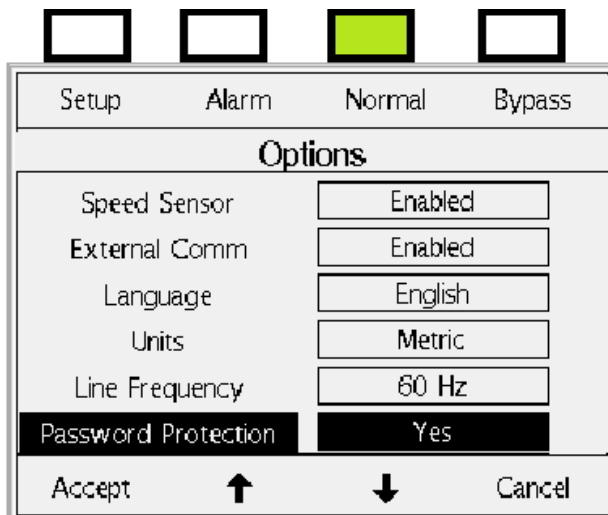 Setup Alarm Normal Bypass
Options
Speed Sensor Enabled
External Comm Enabled
Language English
Units Metric
Line Frequency 60 Hz
Password Protection Yes
Accept ↑ ↓ Cancel